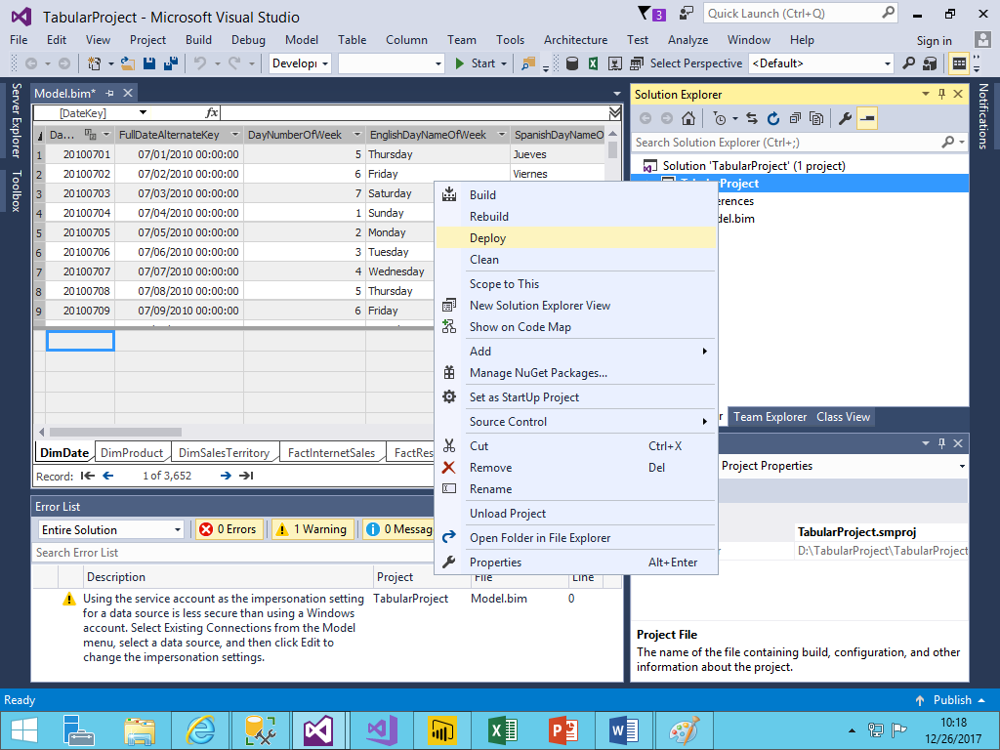 TabularProject - Microsoft Visual Studio
3
Quick Launch (Ctrl+Q)
File Edit View Project Build Debug Model Table Column Team Tools Architecture Test Analyze Window Help Sign in
Developı Start Select Perspective <Default>
Server Explorer
Toolbox
Notifications
Model.bim*
[DateKey] fx
Da... FullDateAlternateKey DayNumberOfWeek EnglishDayNameOfWeek SpanishDayNameO
1 20100701 07/01/2010 00:00:00 5 Thursday Jueves
2 20100702 07/02/2010 00:00:00 6 Friday Viernes
3 20100703 07/03/2010 00:00:00 7 Saturday
4 20100704 07/04/2010 00:00:00 1 Sunday
5 20100705 07/05/2010 00:00:00 2 Monday
6 20100706 07/06/2010 00:00:00 3 Tuesday
7 20100707 07/07/2010 00:00:00 4 Wednesday
8 20100708 07/08/2010 00:00:00 5 Thursday
9 20100709 07/09/2010 00:00:00 6 Friday
DimDate DimProduct DimSalesTerritory FactInternetSales FactRes
Record: 1 of 3,652
Solution Explorer
Search Solution Explorer (Ctrl+;)
Solution 'TabularProject' (1 project)
TabularProject
erences
del.bim
Build
Rebuild
Deploy
Clean
Scope to This
New Solution Explorer View
Show on Code Map
Add
Manage NuGet Packages...
Set as StartUp Project
Source Control
Cut Ctrl+X
Remove Del
Rename
Unload Project
Open Folder in File Explorer
Properties Alt+Enter
r Team Explorer Class View
Project Properties
TabularProject.smproj
D:\TabularProject\TabularProject
Project File
The name of the file containing build, configuration, and other
information about the project.
Error List
Entire Solution 0 Errors 1 Warning 0 Messag
Search Error List
Description Project File Line
Using the service account as the impersonation setting TabularProject Model.bim 0
for a data source is less secure than using a Windows
account. Select Existing Connections from the Model
menu, select a data source, and then click Edit to
change the impersonation settings.
Ready Publish
10:18
12/26/2017